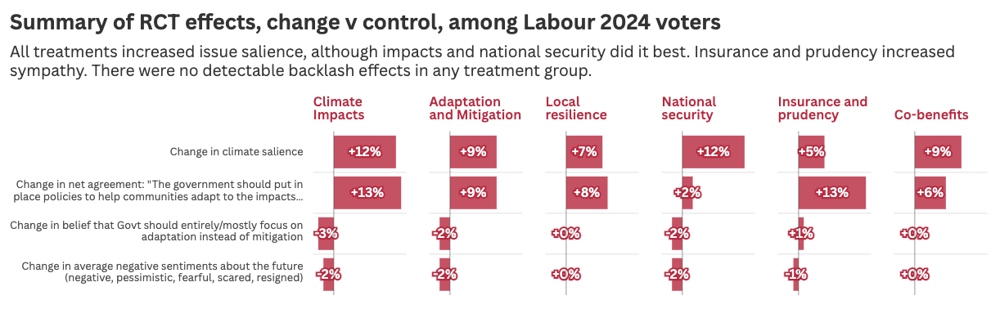 Summary of RCT effects, change v control, among Labour 2024 voters
All treatments increased issue salience, although impacts and national security did it best. Insurance and prudency increased
sympathy. There were no detectable backlash effects in any treatment group.
Climate
Impacts
Adaptation
and Mitigation
Local
resilience
National
security
Insurance and
prudency
Co-benefits
Change in climate salience
+12%
+9%
+7%
+12%
+5%
+9%
Change in net agreement: "The government should put in
place policies to help communities adapt to the impacts...
+13%
+9%
+8%
+2%
+13%
+6%
Change in belief that Govt should entirely/mostly focus on
adaptation instead of mitigation
-3%
-2%
+0%
-2%
+1%
+0%
Change in average negative sentiments about the future
(negative, pessimistic, fearful, scared, resigned)
-2%
-2%
+0%
-2%
-1%
+0%